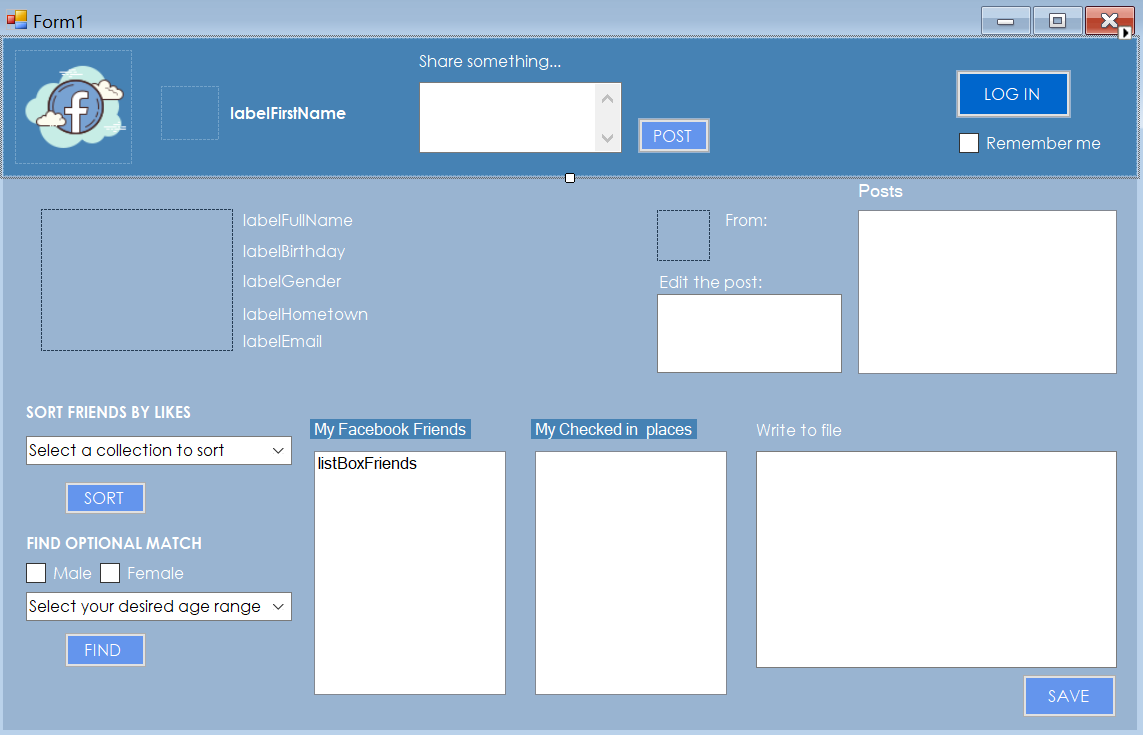 Form1
Share something...
LOG IN
labelFirstName
POST
Remember me
Posts
labelFullName
From:
labelBirthday
labelGender
Edit the post:
labelHometown
labelEmail
SORT FRIENDS BY LIKES
My Facebook Friends
My Checked in  places
Write to file
Select a collection to sort
listBoxFriends
SORT
FIND OPTIONAL MATCH
Male
Female
Select your desired age range
FIND
SAVE